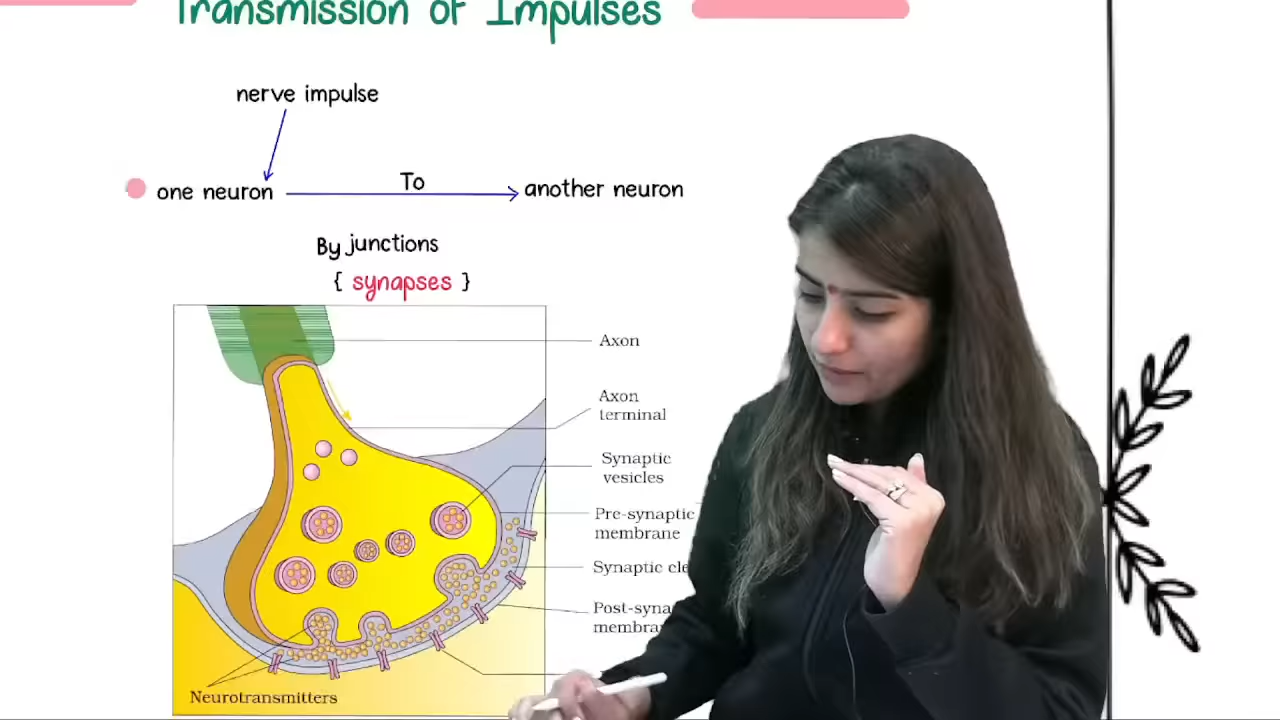 Transmission of Impulses
nerve impulse
one neuron
To
another neuron
By junctions
{ synapses }
Axon
Axon
terminal
Synaptic
vesicles
Pre-synaptic
membrane
Synaptic
Neurotransmitters